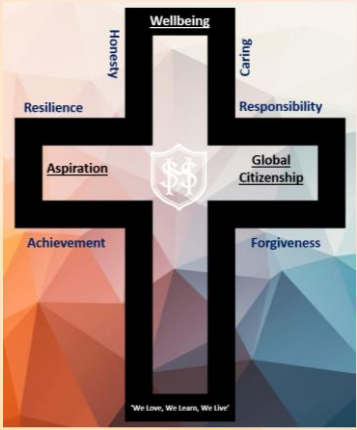 Wellbeing
Honesty
Caring
Resilience
Responsibility
Aspiration
Global
Citizenship
Achievement
Forgiveness
'We Love, We Learn, We Live'